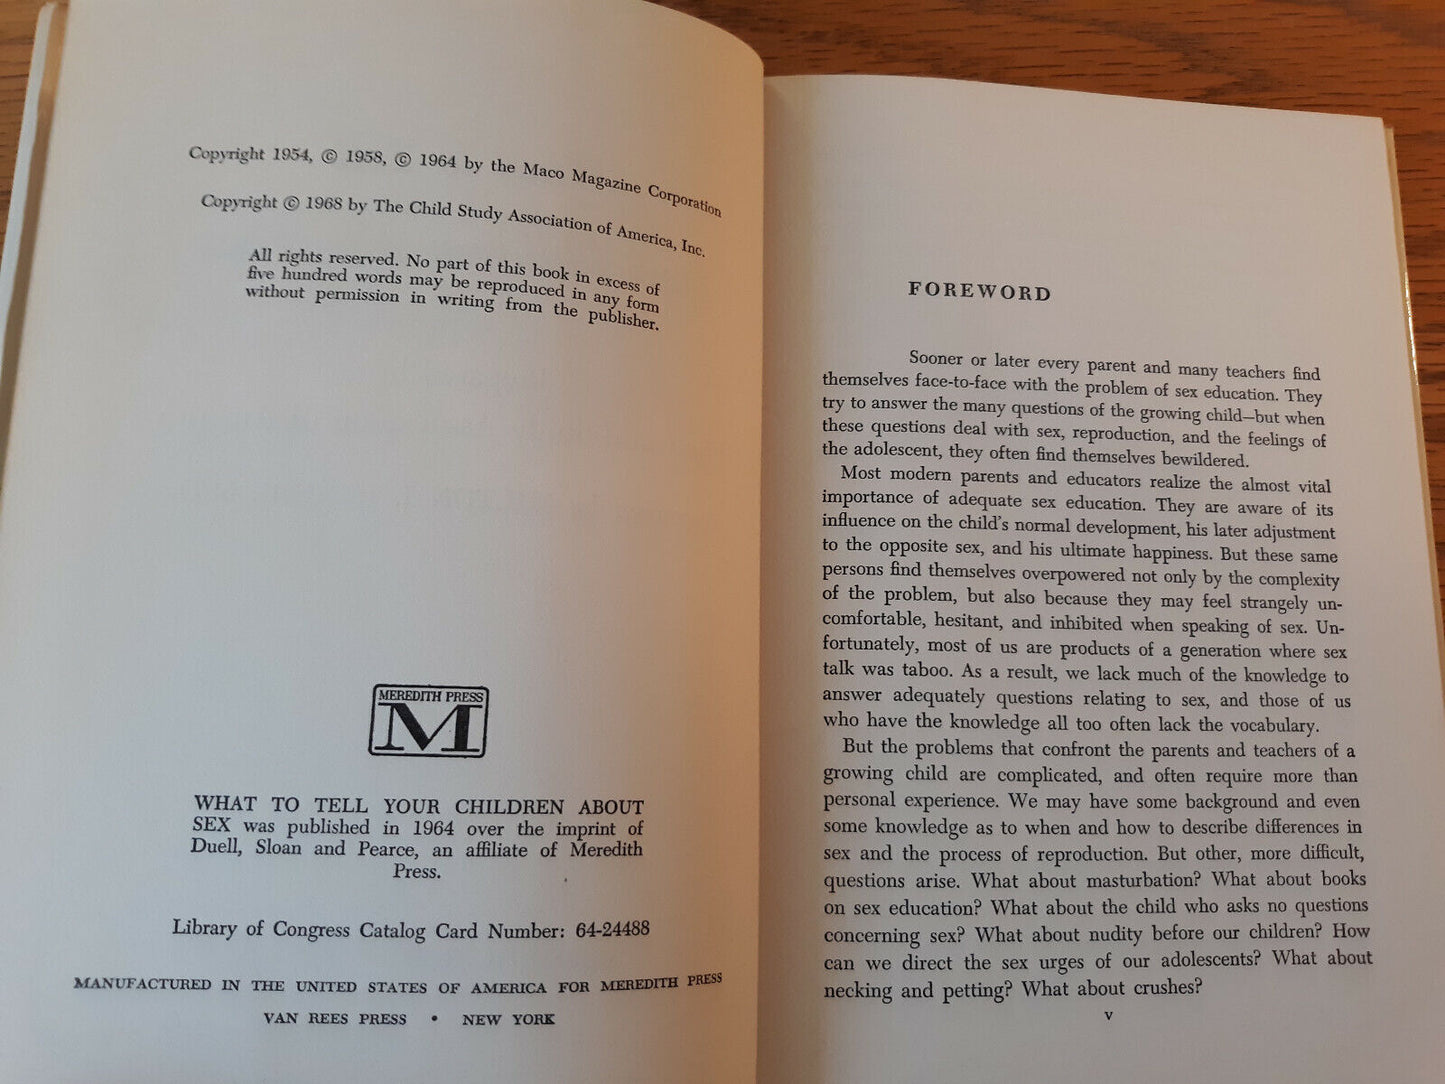 Copyright 1954, © 1958, © 1964 by the Maco Magazine Corporation
Copyright © 1968 by The Child Study Association of America, Inc.
All rights reserved. No part of this book in excess of
five hundred words may be reproduced in any form
without permission in writing from the publisher.
MEREDITH PRESS
M
WHAT TO TELL YOUR CHILDREN ABOUT
SEX was published in 1964 over the imprint of
Duell, Sloan and Pearce, an affiliate of Meredith
Press.
Library of Congress Catalog Card Number: 64-24488
MANUFACTURED IN THE UNITED STATES OF AMERICA FOR MEREDITH PRESS
VAN REES PRESS • NEW YORK
FOREWORD
Sooner or later every parent and many teachers find
themselves face-to-face with the problem of sex education. They
try to answer the many questions of the growing child—but when
these questions deal with sex, reproduction, and the feelings of
the adolescent, they often find themselves bewildered.
Most modern parents and educators realize the almost vital
importance of adequate sex education. They are aware of its
influence on the child's normal development, his later adjustment
to the opposite sex, and his ultimate happiness. But these same
persons find themselves overpowered not only by the complexity
of the problem, but also because they may feel strangely un-
comfortable, hesitant, and inhibited when speaking of sex. Un-
fortunately, most of us are products of a generation where sex
talk was taboo. As a result, we lack much of the knowledge to
answer adequately questions relating to sex, and those of us
who have the knowledge all too often lack the vocabulary.
But the problems that confront the parents and teachers of a
growing child are complicated, and often require more than
personal experience. We may have some background and even
some knowledge as to when and how to describe differences in
sex and the process of reproduction. But other, more difficult,
questions arise. What about masturbation? What about books
on sex education? What about the child who asks no questions
concerning sex? What about nudity before our children? How
can we direct the sex urges of our adolescents? What about
necking and petting? What about crushes?
v